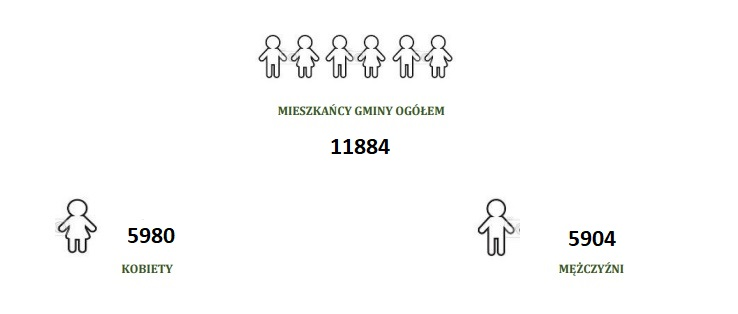 MIESZKAŃCY GMINY OGÓŁEM
11884
5980
KOBIETY
5904
MĘŻCZYŹNI